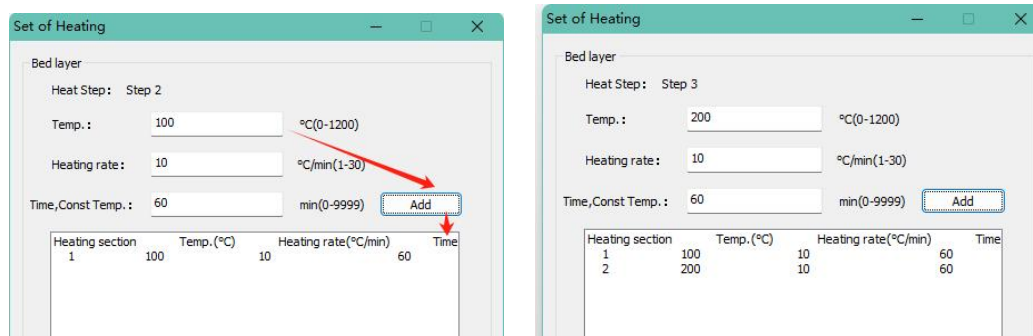 Set of Heating
Bed layer
Heat Step: Step 2
Temp.: 100 °C(0-1200)
Heating rate: 10 °C/min(1-30)
Time,Const Temp.: 60 min(0-9999) Add
Heating section Temp.(°C) Heating rate(°C/min) Time
1 100 10 60
Set of Heating
Bed layer
Heat Step: Step 3
Temp.: 200 °C(0-1200)
Heating rate: 10 °C/min(1-30)
Time,Const Temp.: 60 min(0-9999) Add
Heating section Temp.(°C) Heating rate(°C/min) Time
1 100 10 60
2 200 10 60